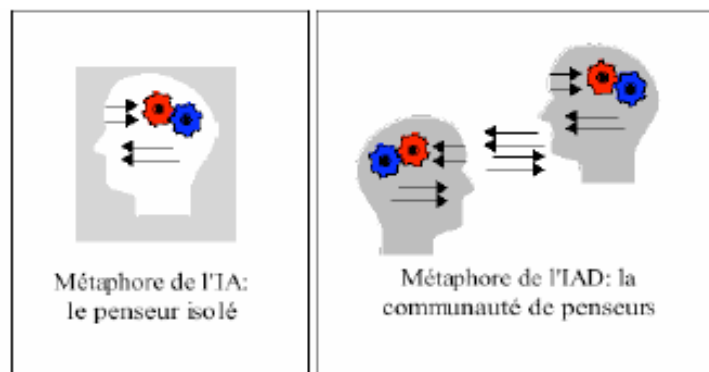 Métaphore de l'IA:
le penseur isolé
Métaphore de l'IAD: la
communauté de penseurs